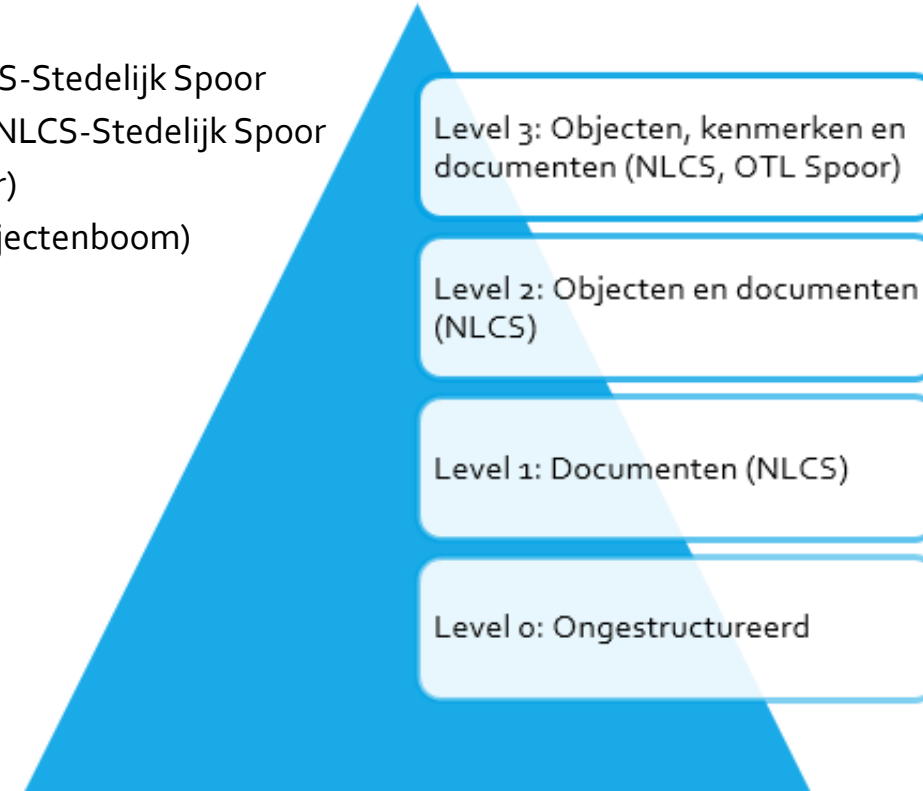 S-Stedelijk Spoor
NLCS-Stedelijk Spoor
r)
jectenboom)
Level 3: Objecten, kenmerken en
documenten (NLCS, OTL Spoor)
Level 2: Objecten en documenten
(NLCS)
Level 1: Documenten (NLCS)
Level 0: Ongestructureerd